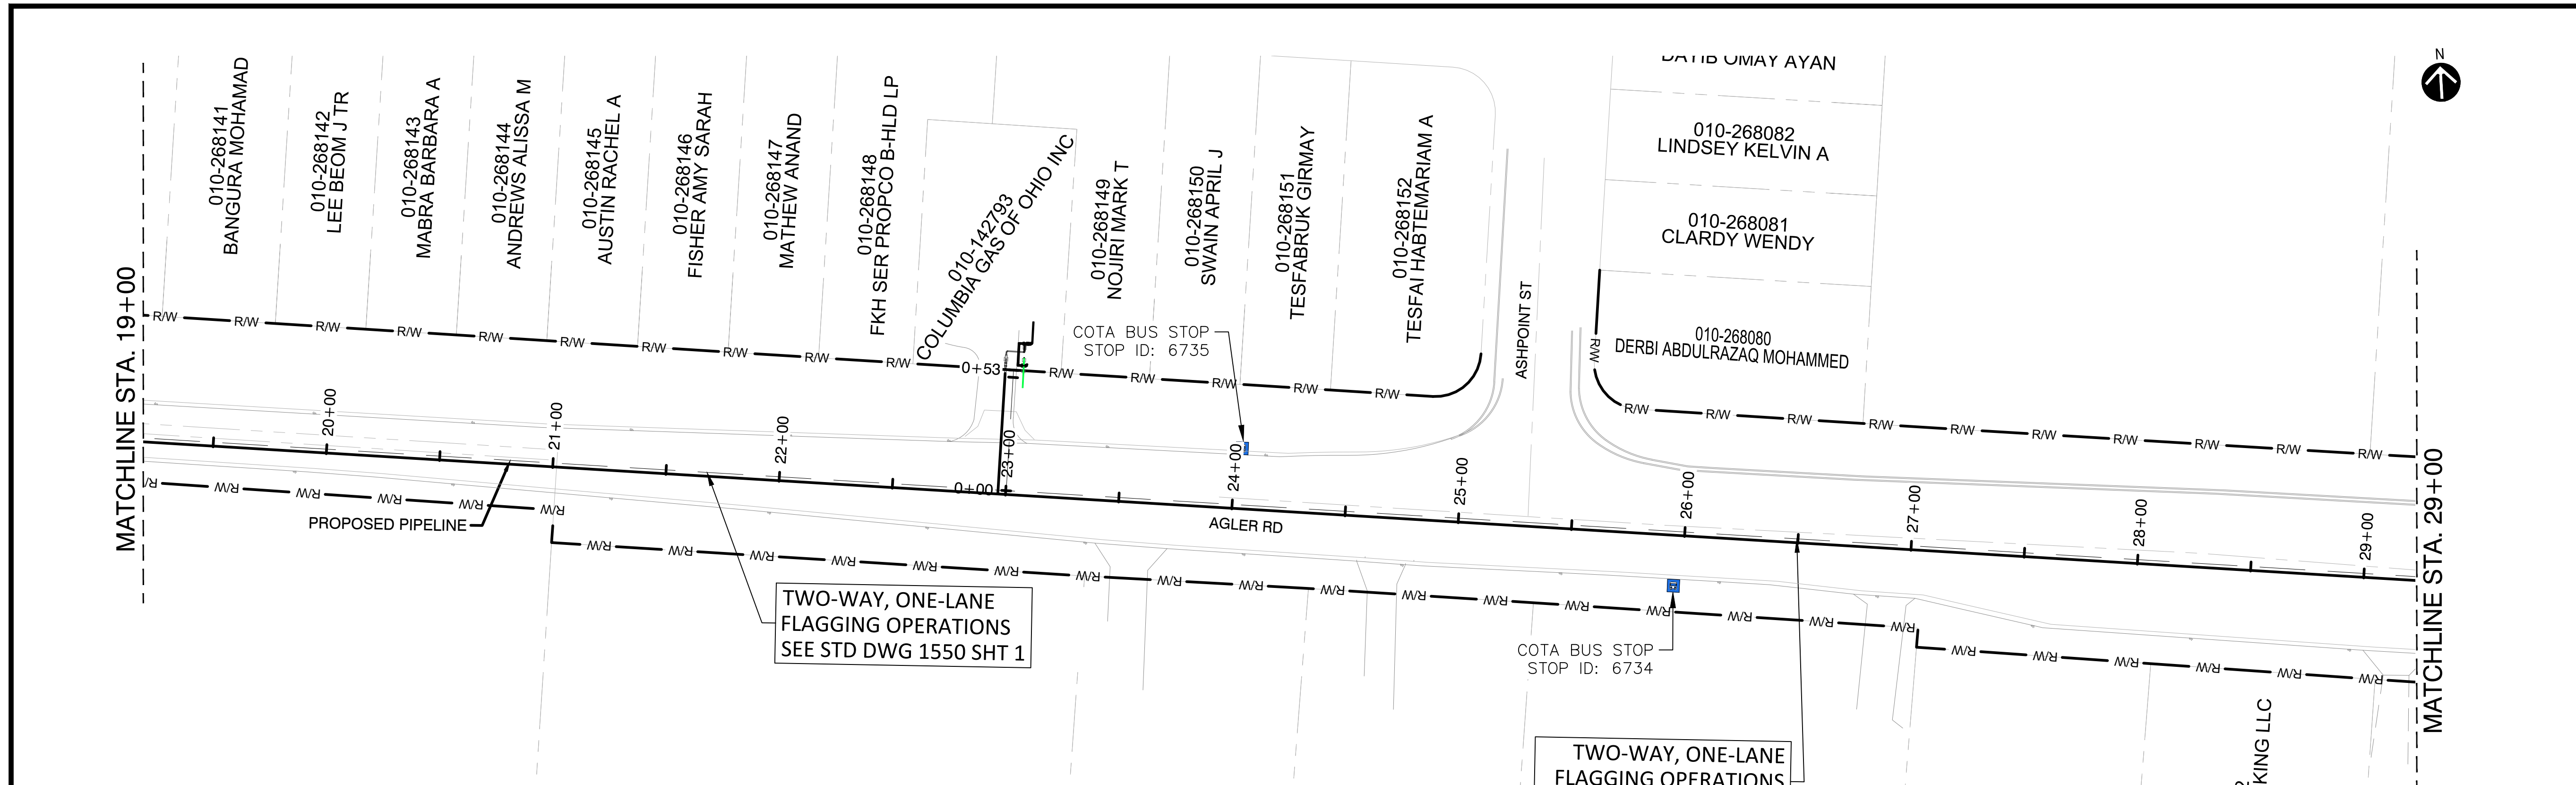 N
MATCHLINE STA. 19+00
010-268141
BANGURA MOHAMAD
010-268142
LEE BEOM J TR
010-268143
MABRA BARBARA A
010-268144
ANDREWS ALISSA M
010-268145
AUSTIN RACHEL A
010-268146
FISHER AMY SARAH
010-268147
MATHEW ANAND
010-268148
FKH SER PROPCO B-HLD LP
010-142793
COLUMBIA GAS OF OHIO INC
010-268149
NOJIRI MARK T
010-268150
SWAIN APRIL J
010-268151
TESFABRUK GIRMAY
010-268152
TESFAI HABTEMARIAM A
ASHPOINT ST
DAYIB OMAY AYAN
010-268082
LINDSEY KELVIN A
010-268081
CLARDY WENDY
010-268080
DERBI ABDULRAZAQ MOHAMMED
R/W R/W R/W R/W R/W R/W R/W R/W R/W R/W
0+53
R/W R/W R/W R/W R/W
R/W
R/W R/W R/W R/W R/W R/W R/W R/W R/W R/W
COTA BUS STOP
STOP ID: 6735
20+00
21+00
22+00
23+00
24+00
25+00
26+00
27+00
28+00
29+00
0+00
AGLER RD
PROPOSED PIPELINE
R/W R/W R/W R/W R/W R/W
R/W R/W R/W R/W R/W R/W R/W R/W R/W R/W R/W R/W R/W R/W R/W R/W R/W
R/W R/W R/W R/W R/W R/W
TWO-WAY, ONE-LANE
FLAGGING OPERATIONS
SEE STD DWG 1550 SHT 1
COTA BUS STOP
STOP ID: 6734
TWO-WAY, ONE-LANE
FLAGGING OPERATIONS
KING LLC
MATCHLINE STA. 29+00